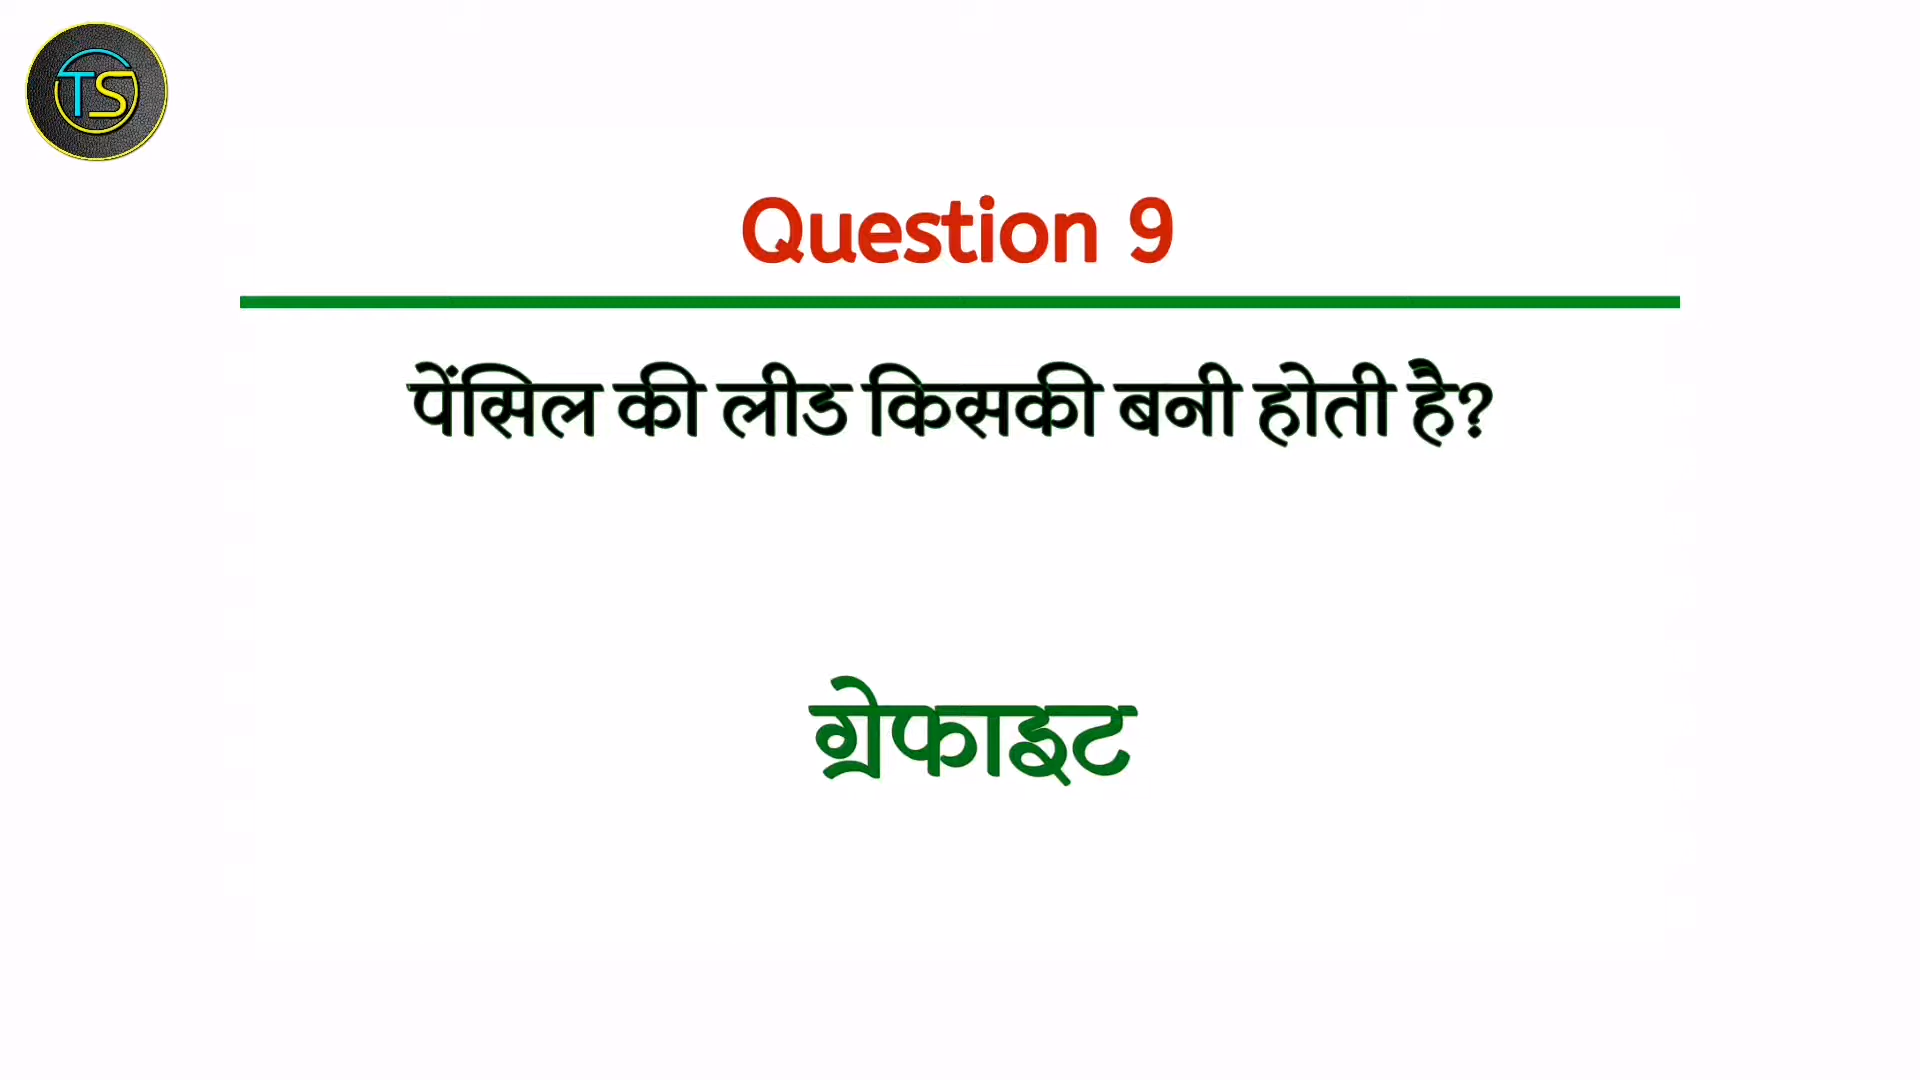 TS
Question 9
पेंसिल की लीड किसकी बनी होती है?
ग्रेफाइट